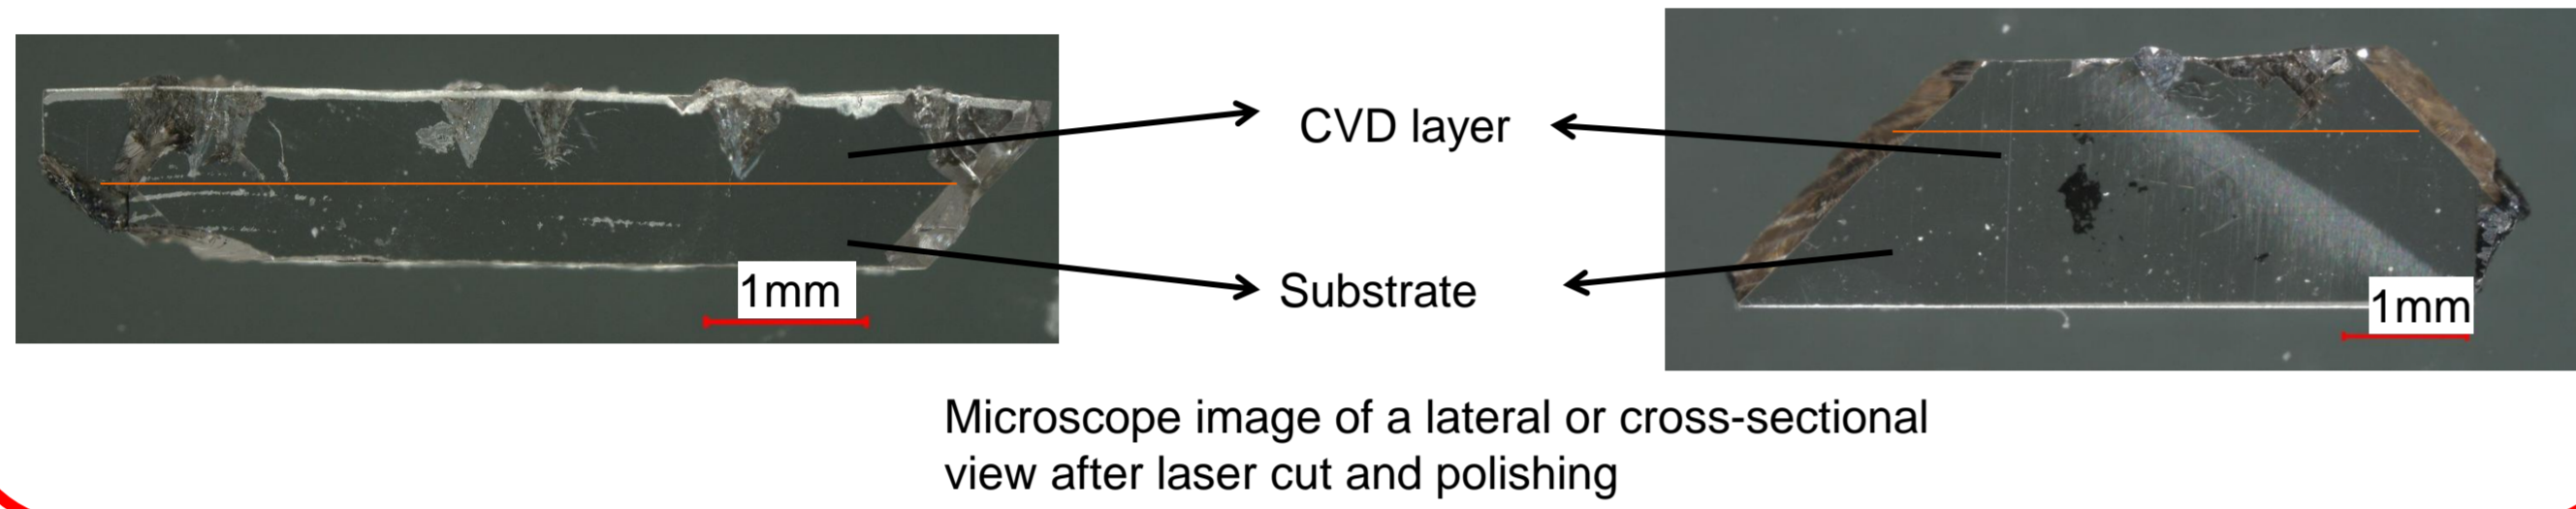 CVD layer
Substrate
1mm
1mm
Microscope image of a lateral or cross-sectional
view after laser cut and polishing